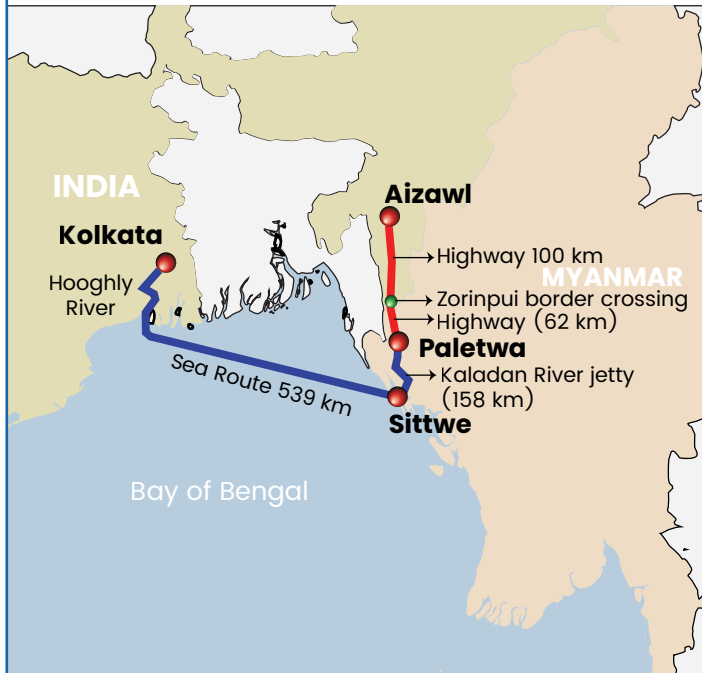 INDIA
Aizawl
Kolkata
Highway 100 km
MYANMAR
Hooghly
River
Zorinpui border crossing
Highway (62 km)
Paletwa
Sea Route 539 km
Kaladan River jetty
(158 km)
Sittwe
Bay of Bengal